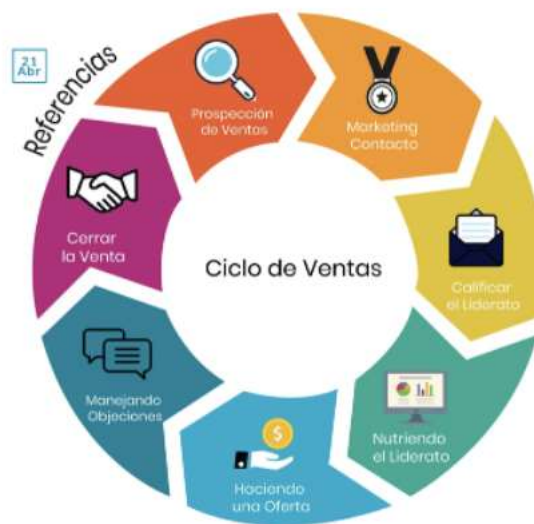 21
Abr
Referencias
Prospección
de Ventas
Marketing
Contacto
Calificar
el Liderato
Nutriendo
el Liderato
Haciendo
una Oferta
Manejando
Objeciones
Cerrar
la Venta
Ciclo de Ventas